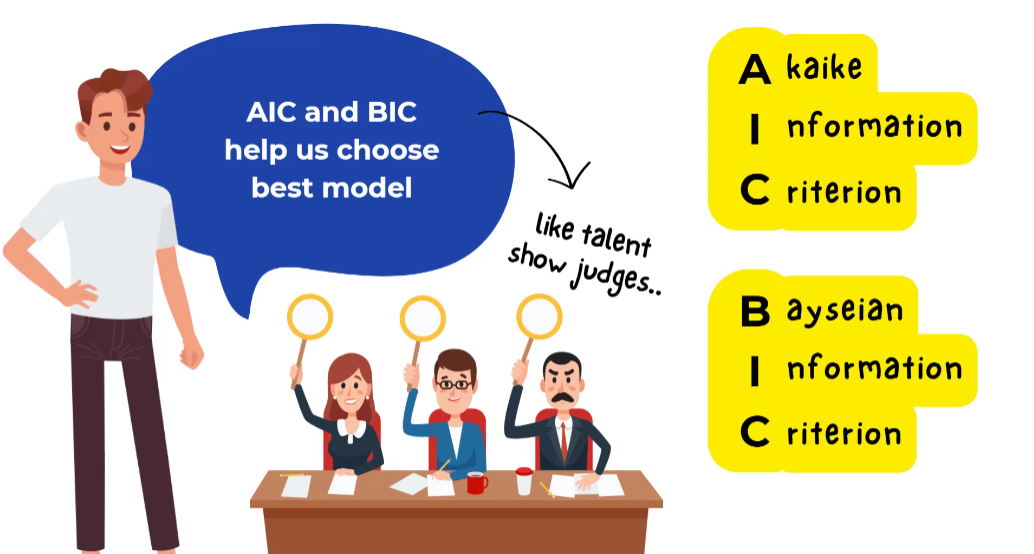 AIC and BIC
help us choose
best model
like talent
show judges..
A kaike
I nformation
C riterion
B ayseian
I nformation
C riterion